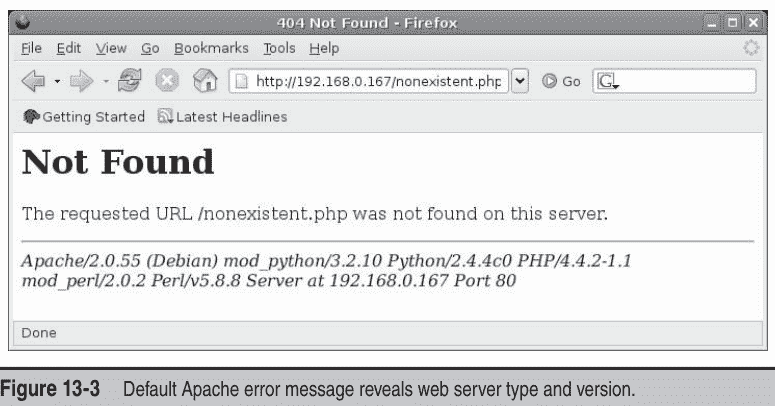 404 Not Found - Firefox
File Edit View Go Bookmarks Tools Help
http://192.168.0.167/nonexistent.php Go G
Getting Started Latest Headlines
Not Found
The requested URL /nonexistent.php was not found on this server.
Apache/2.0.55 (Debian) mod_python/3.2.10 Python/2.4.4c0 PHP/4.4.2-1.1
mod_perl/2.0.2 Perl/v5.8.8 Server at 192.168.0.167 Port 80
Done
Figure 13-3 Default Apache error message reveals web server type and version.